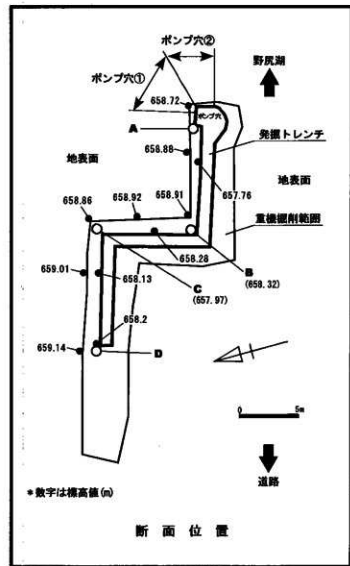 ポンプ穴②
ポンプ穴①
野尻湖
658.72
ポンプ穴
A
発掘トレンチ
658.88
地表面
地表面
657.76
658.86
658.92
658.91
重機掘削範囲
658.28
B
(658.32)
659.01
658.13
C
(657.97)
658.2
659.14
D
0 5m
道路
*数字は標高値(m)
断面位置